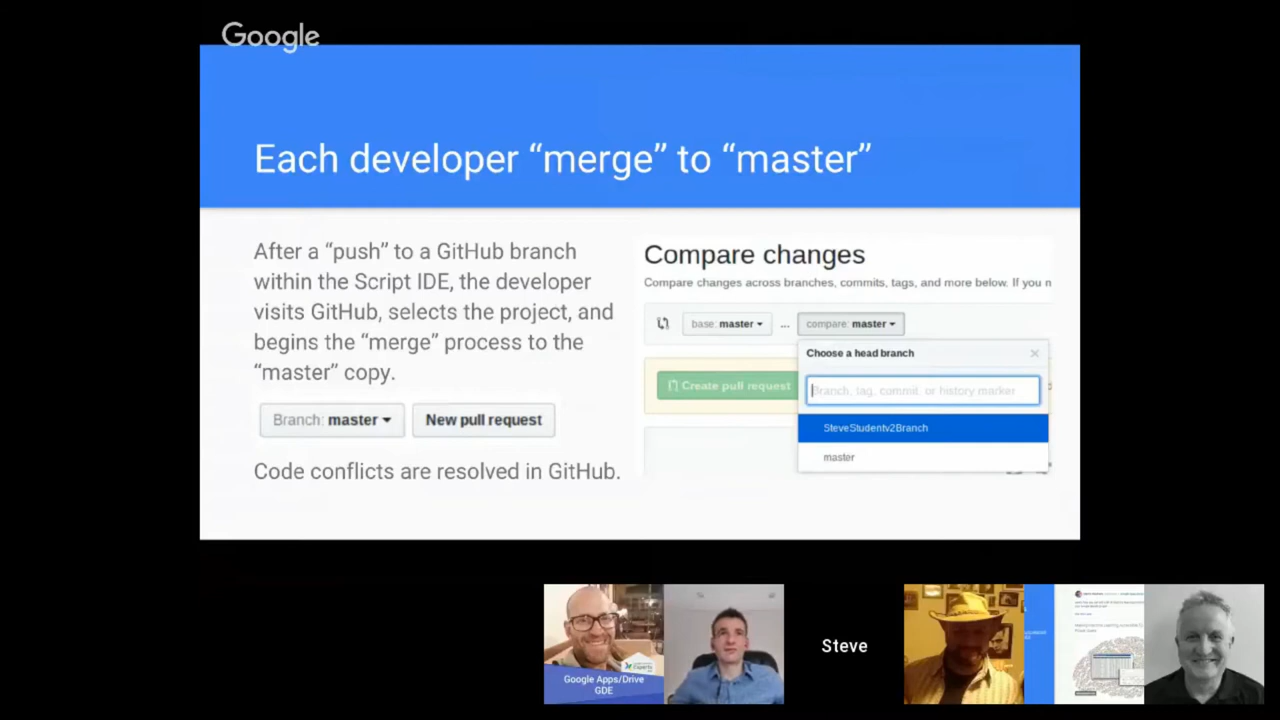 Google
Each developer “merge” to “master”
After a “push” to a GitHub branch
within the Script IDE, the developer
visits GitHub, selects the project, and
begins the “merge” process to the
“master” copy.
Branch: master New pull request
Code conflicts are resolved in GitHub.
Compare changes
Compare changes across branches, commits, tags, and more below. If you n
base: master ... compare: master
Choose a head branch
Create pull request
Branch, tag, commit, or history marker
SteveStudentv2Branch
master
Experts
Google Apps/Drive
GDE
Steve